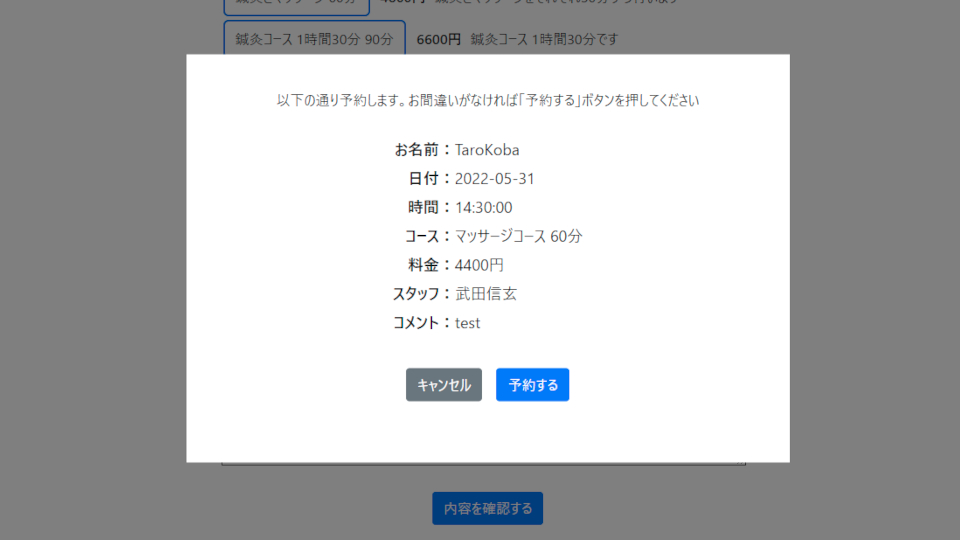 鍼灸コース 1時間30分 90分 6600円 鍼灸コース 1時間30分です
以下の通り予約します。お間違いがなければ「予約する」ボタンを押してください
お名前：TaroKoba
日付：2022-05-31
時間：14:30:00
コース：マッサージコース 60分
料金：4400円
スタッフ：武田信玄
コメント：test
キャンセル 予約する
内容を確認する